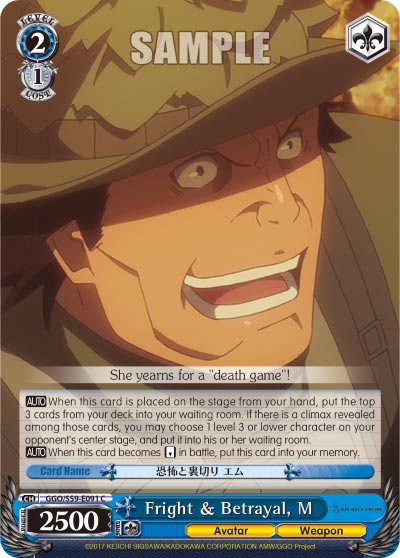 LEVEL
2
1
COST
SAMPLE
She yearns for a "death game"!
AUTO When this card is placed on the stage from your hand, put the top
3 cards from your deck into your waiting room. If there is a climax revealed
among those cards, you may choose 1 level 3 or lower character on your
opponent's center stage, and put it into his or her waiting room.
AUTO When this card becomes in battle, put this card into your memory.
Card Name 恐怖と裏切り エム
CH GGO/S59-E091 C
POWER 2500 SOUL Fright & Betrayal, M
Avatar Weapon
©2017 KEIICHI SIGSAWA/KADOKAWA CORPORATION AMW/GGO Project